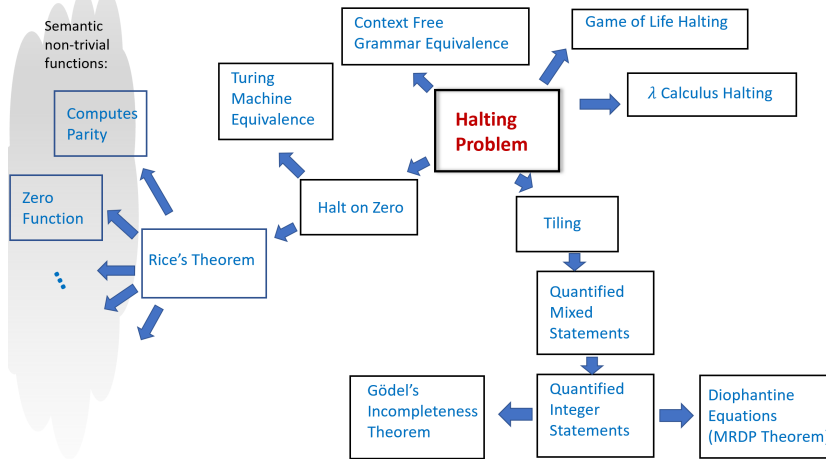 Semantic
non-trivial
functions:
Computes
Parity
Zero
Function
Rice's Theorem
Turing
Machine
Equivalence
Halt on Zero
Context Free
Grammar Equivalence
Halting
Problem
Game of Life Halting
λ Calculus Halting
Tiling
Quantified
Mixed
Statements
Quantified
Integer
Statements
Gödel's
Incompleteness
Theorem
Diophantine
Equations
(MRDP Theorem)